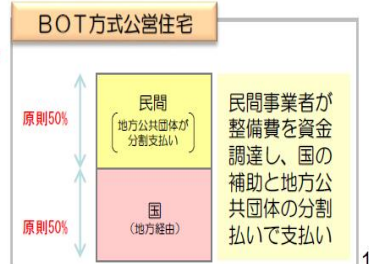 BOT方式公営住宅
原則50%
民間
地方公共団体が
分割支払い
原則50%
国
(地方経由)
民間事業者が
整備費を資金
調達し、国の
補助と地方公
共団体の分割
払いで支払い
1